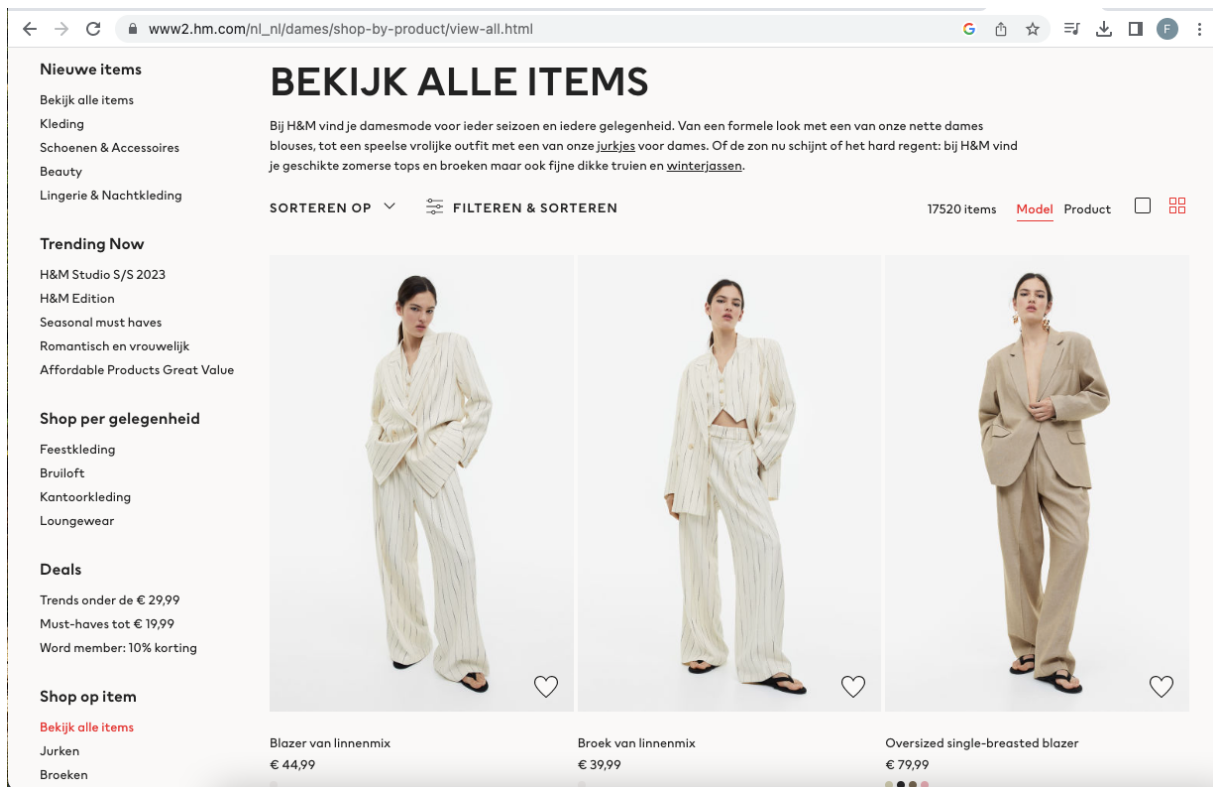 www2.hm.com/nl_nl/dames/shop-by-product/view-all.html
G
F
Nieuwe items
Bekijk alle items
Kleding
Schoenen & Accessoires
Beauty
Lingerie & Nachtkleding
Trending Now
H&M Studio S/S 2023
H&M Edition
Seasonal must haves
Romantisch en vrouwelijk
Affordable Products Great Value
Shop per gelegenheid
Feestkleding
Bruiloft
Kantoorkleding
Loungewear
Deals
Trends onder de € 29,99
Must-haves tot € 19,99
Word member: 10% korting
Shop op item
Bekijk alle items
Jurken
Broeken
BEKIJK ALLE ITEMS
Bij H&M vind je damesmode voor ieder seizoen en iedere gelegenheid. Van een formele look met een van onze nette dames
blouses, tot een speelse vrolijke outfit met een van onze jurkjes voor dames. Of de zon nu schijnt of het hard regent: bij H&M vind
je geschikte zomerse tops en broeken maar ook fijne dikke truien en winterjassen.
SORTEREN OP FILTEREN & SORTEREN 17520 items Model Product
Blazer van linnenmix
€ 44,99
Broek van linnenmix
€ 39,99
Oversized single-breasted blazer
€ 79,99